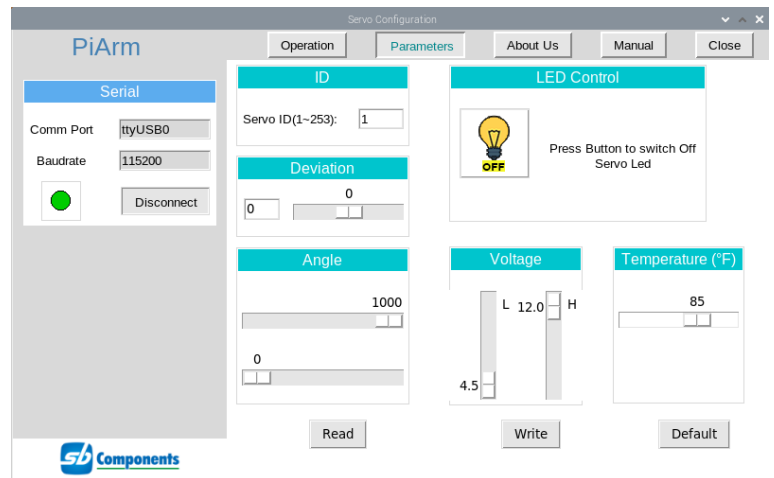 Servo Configuration
PiArm
Operation
Parameters
About Us
Manual
Close
Serial
Comm Port
ttyUSB0
Baudrate
115200
Disconnect
ID
Servo ID(1~253):
1
LED Control
OFF
Press Button to switch Off
Servo Led
Deviation
0
0
Angle
1000
0
Voltage
L
12.0
H
4.5
Temperature (°F)
85
Read
Write
Default
sb Components